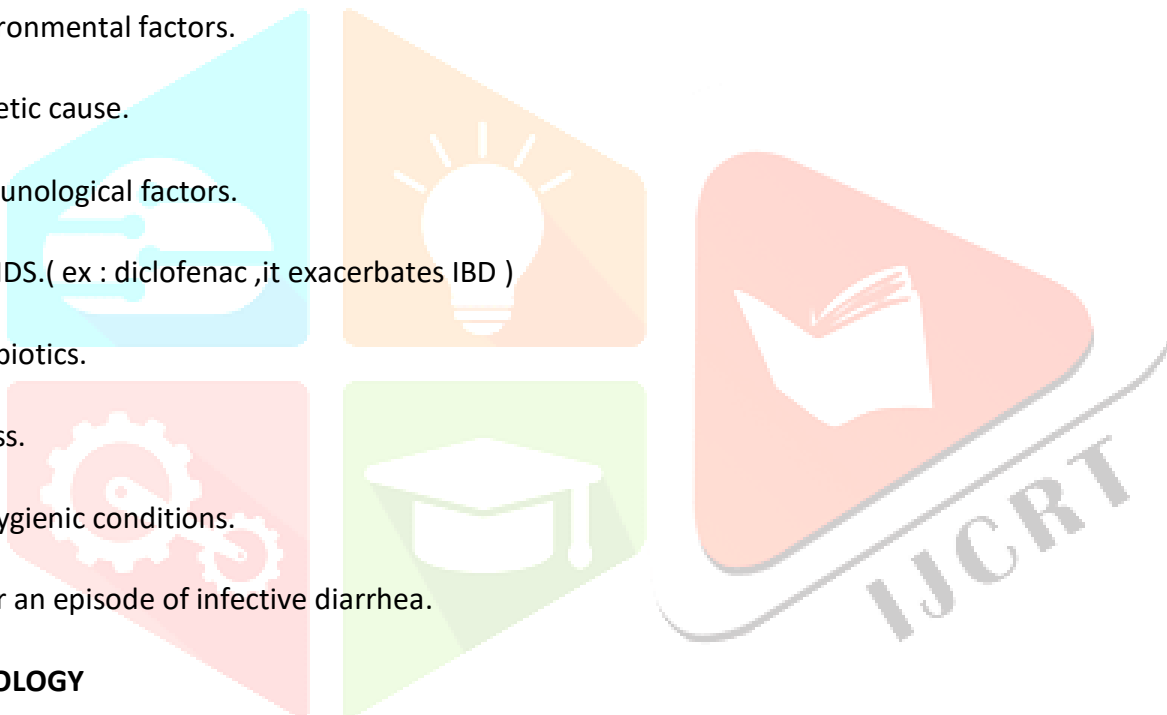 ronmental factors.
etic cause.
unological factors.
IDS.( ex : diclofenac ,it exacerbates IBD )
biotics.
ss.
ygienic conditions.
r an episode of infective diarrhea.
OLOGY
IJCRT